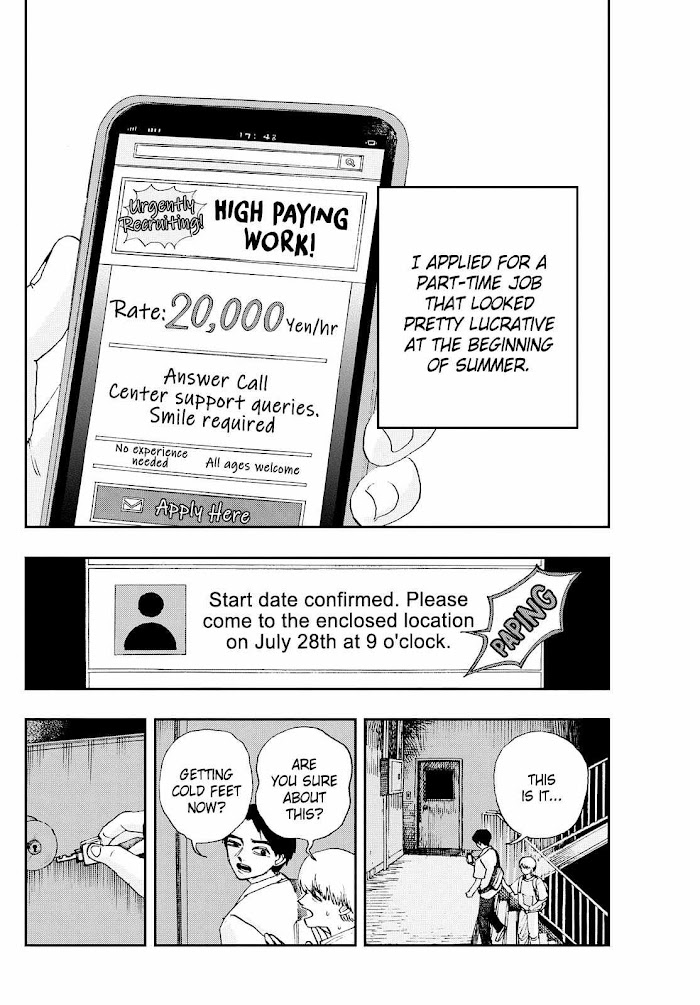 17:42
Urgently
Recruiting!
HIGH PAYING
WORK!
Rate: 20,000 Yen/hr
Answer Call
Center support queries.
Smile required
No experience
needed
All ages welcome
Apply Here
I APPLIED FOR A
PART-TIME JOB
THAT LOOKED
PRETTY LUCRATIVE
AT THE BEGINNING
OF SUMMER.
Start date confirmed. Please
come to the enclosed location
on July 28th at 9 o'clock.
PAPING
THIS
IS IT...
ARE
YOU SURE
ABOUT
THIS?
GETTING
COLD FEET
NOW?